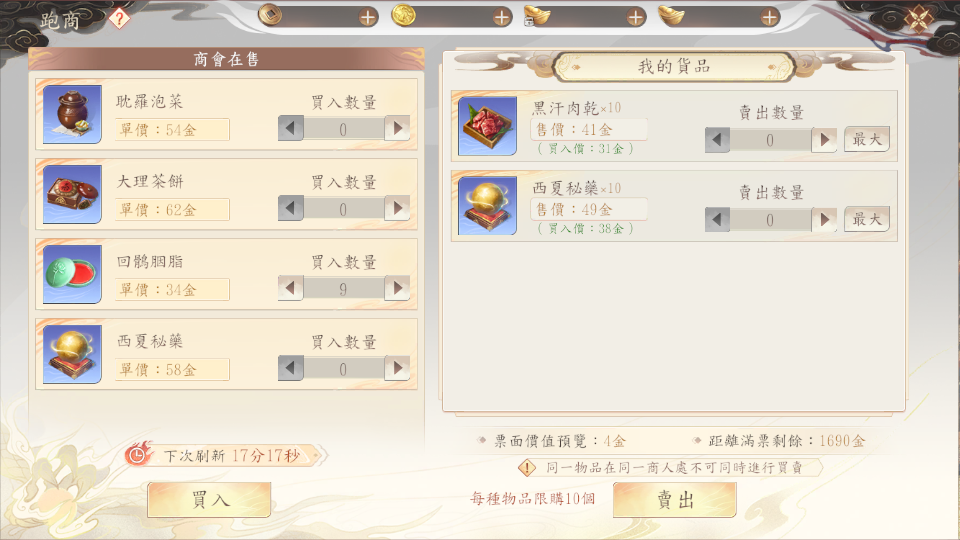 跑商
?
商會在售
耽羅泡菜
單價：54金
買入數量
0
大理茶餅
單價：62金
買入數量
0
回鶻胭脂
單價：34金
買入數量
9
西夏秘藥
單價：58金
買入數量
0
下次刷新 17分17秒
買入
我的貨品
黑汗肉乾×10
售價：41金
(買入價：31金)
賣出數量
0
最大
西夏秘藥×10
售價：49金
(買入價：38金)
賣出數量
0
最大
票面價值預覽：4金
距離滿票剩餘：1690金
同一物品在同一商人處不可同時進行買賣
每種物品限購10個
賣出